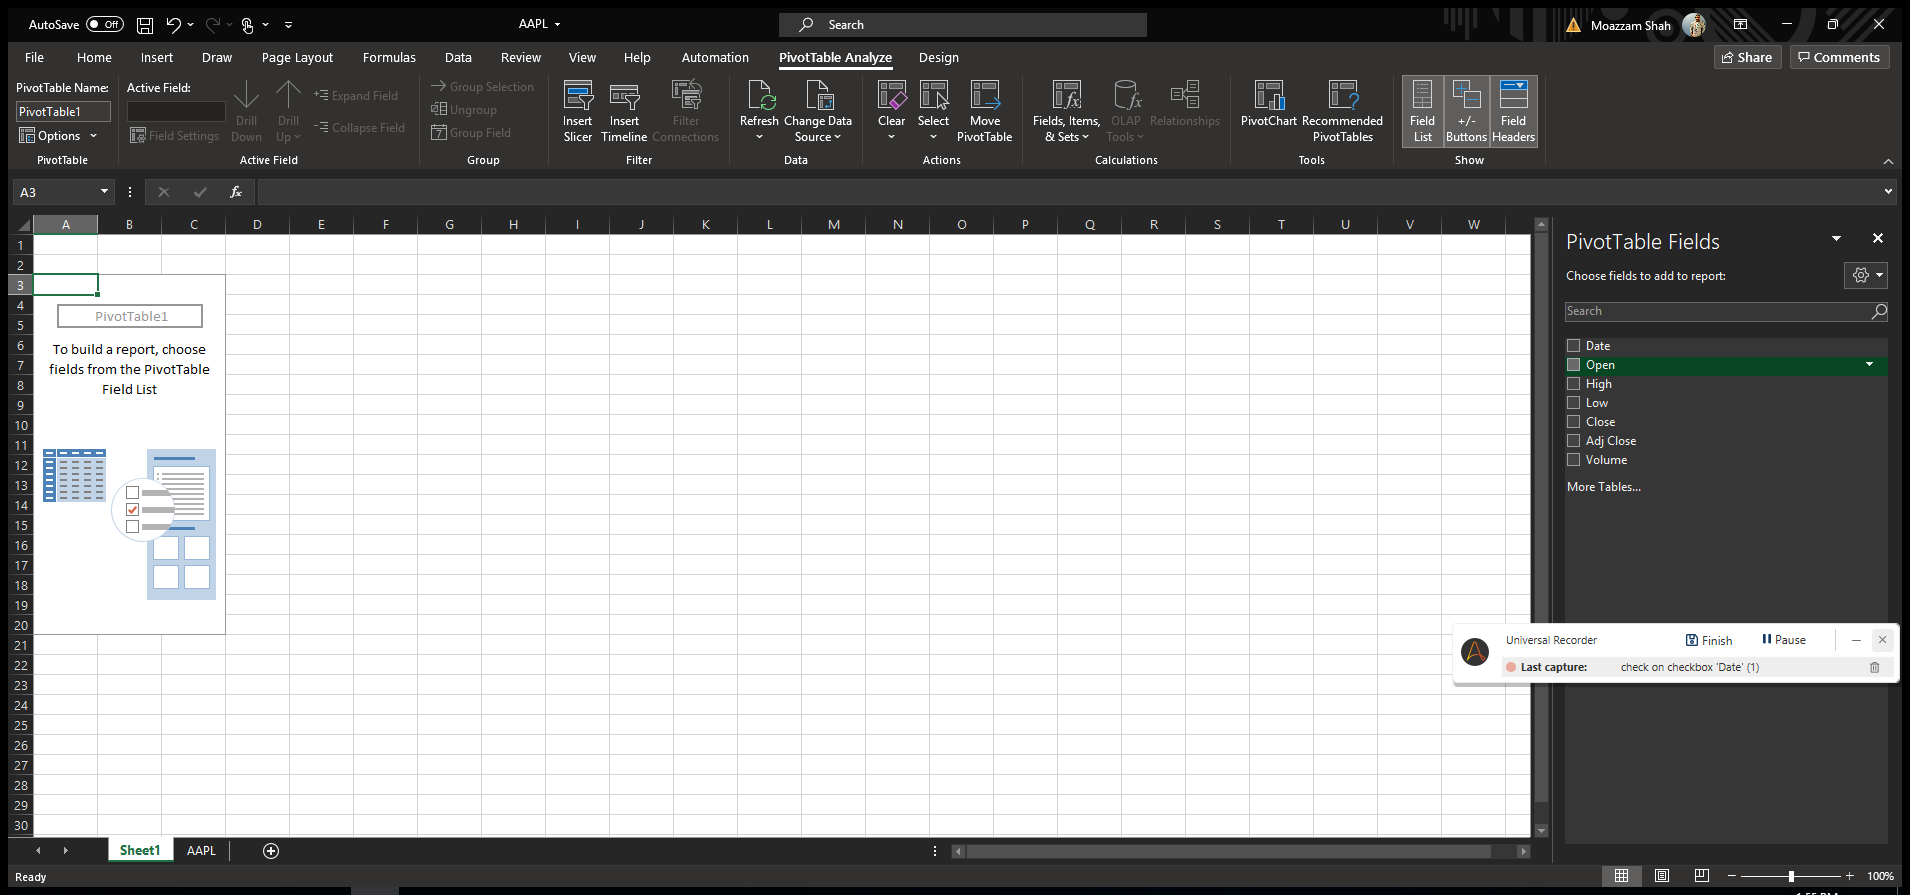 AutoSave Off AAPL Search Moazzam Shah
File Home Insert Draw Page Layout Formulas Data Review View Help Automation PivotTable Analyze Design Share Comments
PivotTable Name: Active Field:
PivotTable1
Options
Field Settings
Drill Down
Drill Up
Expand Field
Collapse Field
Group Selection
Ungroup
Group Field
Insert Slicer
Insert Timeline
Filter Connections
Refresh
Change Data Source
Clear
Select
Move PivotTable
Fields, Items, & Sets
OLAP Tools
Relationships
PivotChart
Recommended PivotTables
Field List
+/- Buttons
Field Headers
PivotTable Active Field Group Filter Data Actions Calculations Tools Show
A3 fx
A B C D E F G H I J K L M N O P Q R S T U V W
1
2
3
4
5
6
7
8
9
10
11
12
13
14
15
16
17
18
19
20
21
22
23
24
25
26
27
28
29
30
PivotTable1
To build a report, choose
fields from the PivotTable
Field List
PivotTable Fields
Choose fields to add to report:
Search
Date
Open
High
Low
Close
Adj Close
Volume
More Tables...
Universal Recorder Finish Pause
Last capture: check on checkbox 'Date' (1)
Sheet1 AAPL
Ready 100%